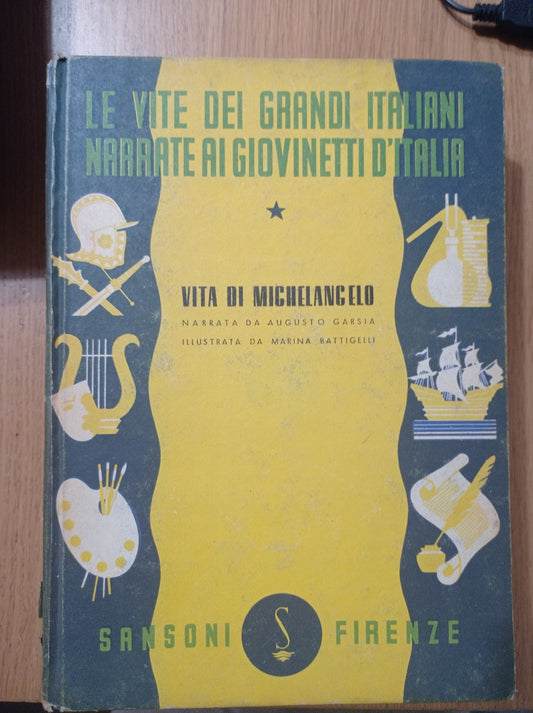 LE VITE DEI GRANDI ITALIANI
NARRATE AI GIOVINETTI D'ITALIA
VITA DI MICHELANGELO
NARRATA DA AUGUSTO GARSIA
ILLUSTRATA DA MARINA BATTIGELLI
SANSONI S FIRENZE